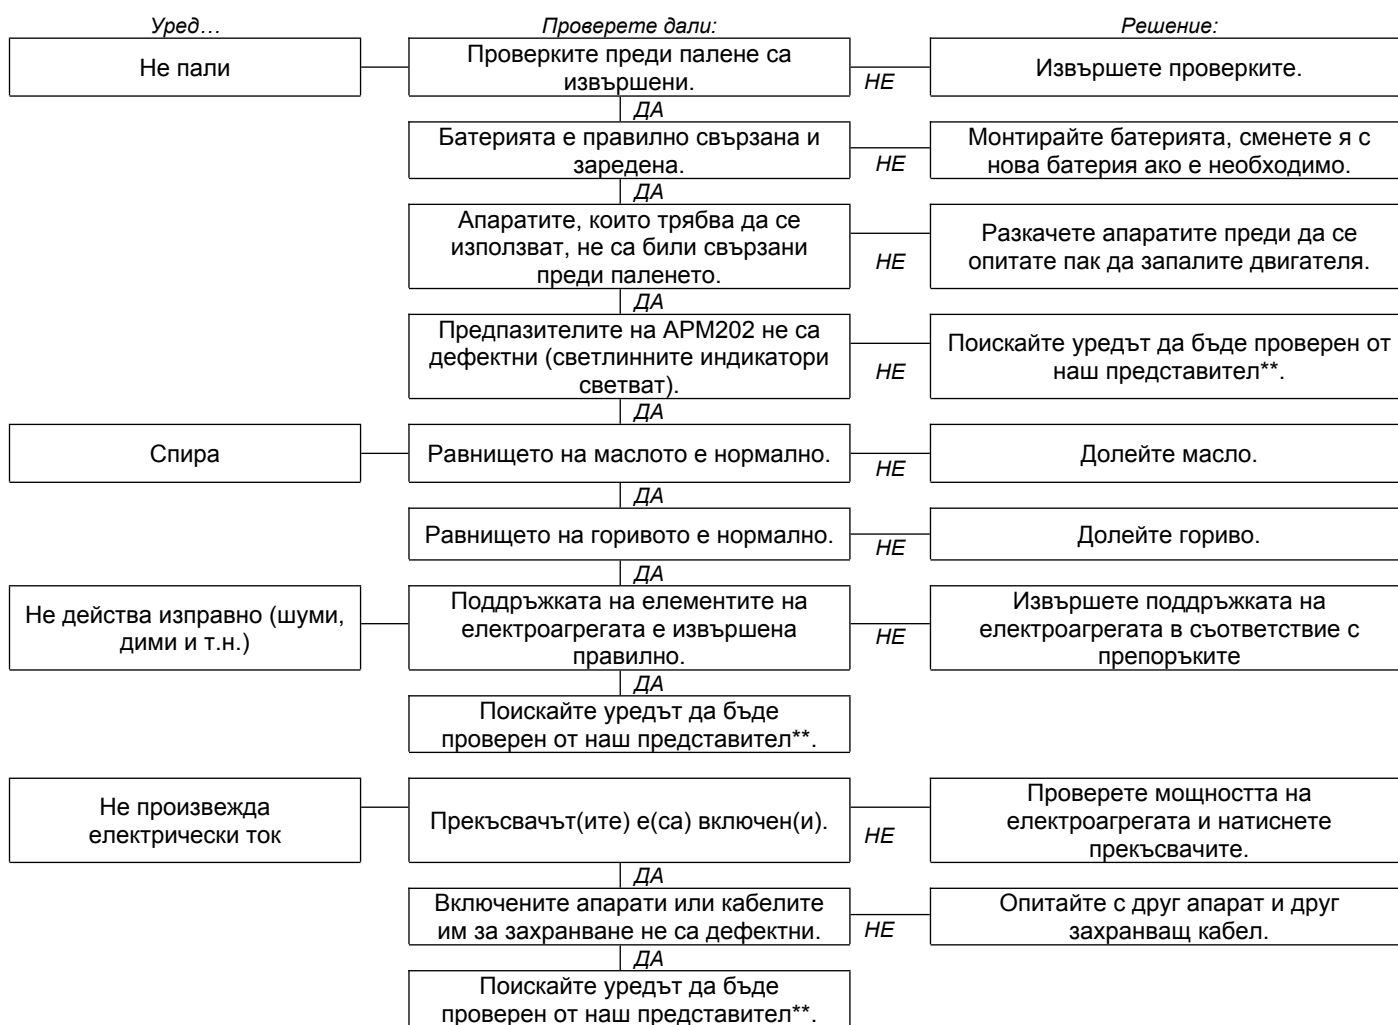 Уред…
Проверете дали:
Решение:
Не пали
Проверките преди палене са
извършени.
НЕ
Извършете проверките.
ДА
Батерията е правилно свързана и
заредена.
НЕ
Монтирайте батерията, сменете я с
нова батерия ако е необходимо.
ДА
Апаратите, които трябва да се
използват, не са били свързани
преди паленето.
НЕ
Разкачете апаратите преди да се
опитате пак да запалите двигателя.
ДА
Предпазителите на APM202 не са
дефектни (светлинните индикатори
светват).
НЕ
Поискайте уредът да бъде проверен от
наш представител**.
ДА
Спира
Равнището на маслото е нормално.
НЕ
Долейте масло.
ДА
Равнището на горивото е нормално.
НЕ
Долейте гориво.
ДА
Не действа изправно (шуми,
дими и т.н.)
Поддръжката на елементите на
електроагрегата е извършена
правилно.
НЕ
Извършете поддръжката на
електроагрегата в съответствие с
препоръките
ДА
Поискайте уредът да бъде
проверен от наш представител**.
Не произвежда
електрически ток
Прекъсвачът(ите) е(са) включен(и).
НЕ
Проверете мощността на
електроагрегата и натиснете
прекъсвачите.
ДА
Включените апарати или кабелите
им за захранване не са дефектни.
НЕ
Опитайте с друг апарат и друг
захранващ кабел.
ДА
Поискайте уредът да бъде
проверен от наш представител**.